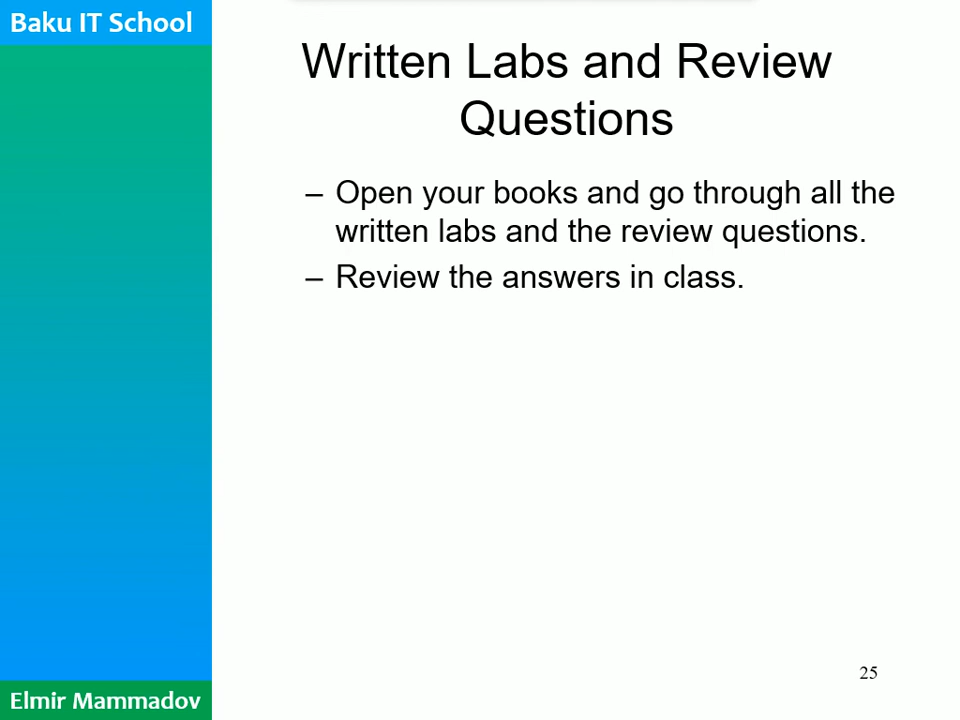 Baku IT School
Written Labs and Review
Questions
– Open your books and go through all the
written labs and the review questions.
– Review the answers in class.
25
Elmir Mammadov